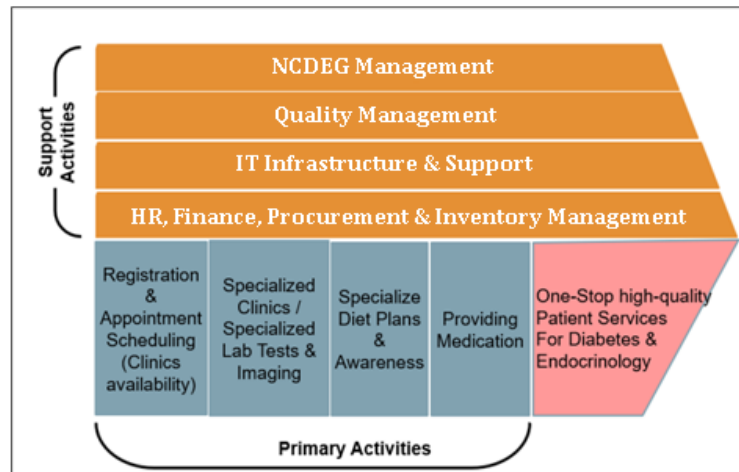 Support
Activities
NCDEG Management
Quality Management
IT Infrastructure & Support
HR, Finance, Procurement & Inventory Management
Registration
&
Appointment
Scheduling
(Clinics
availability)
Specialized
Clinics /
Specialized
Lab Tests &
Imaging
Specialize
Diet Plans
&
Awareness
Providing
Medication
One-Stop high-quality
Patient Services
For Diabetes &
Endocrinology
Primary Activities